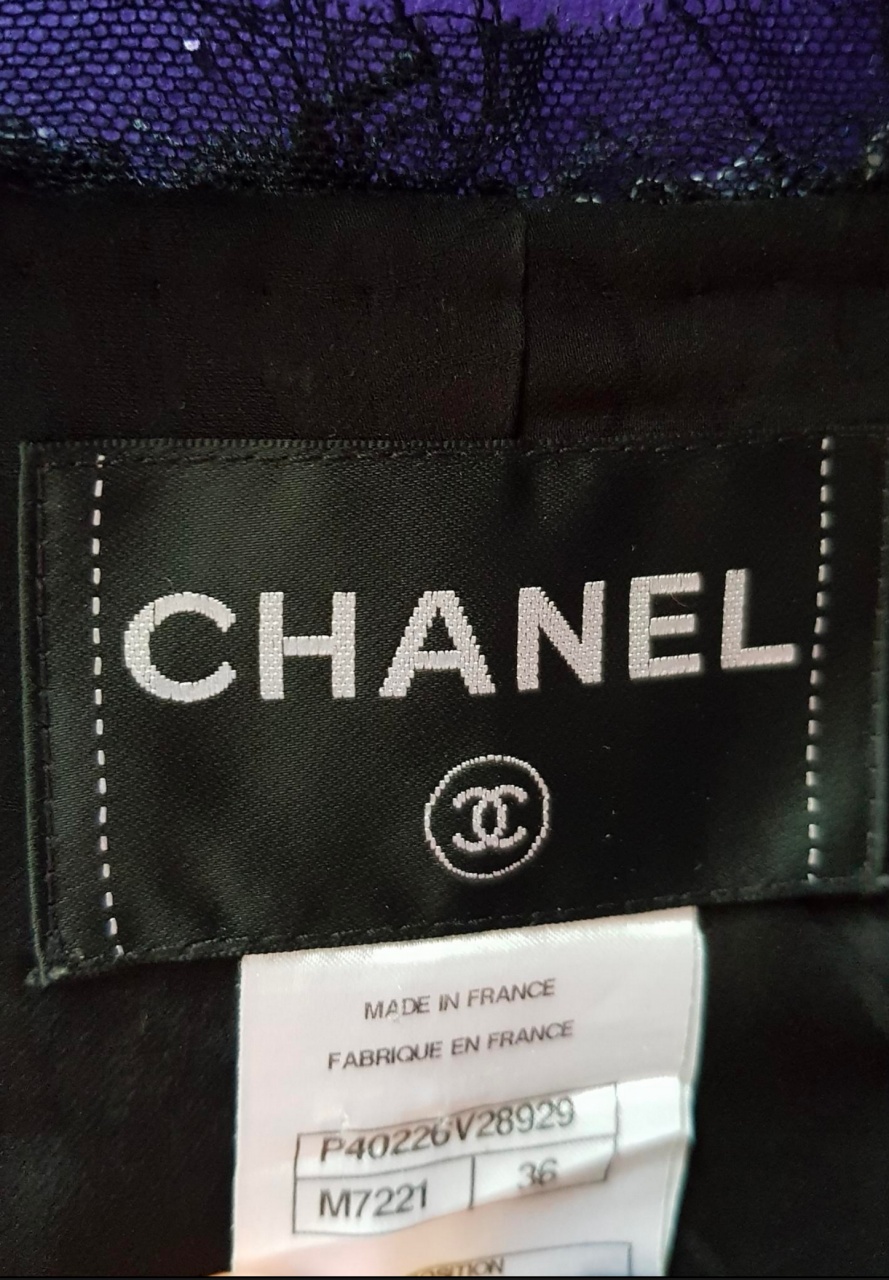 CHANEL
MADE IN FRANCE
FABRIQUE EN FRANCE
P40226V28929
M7221 36